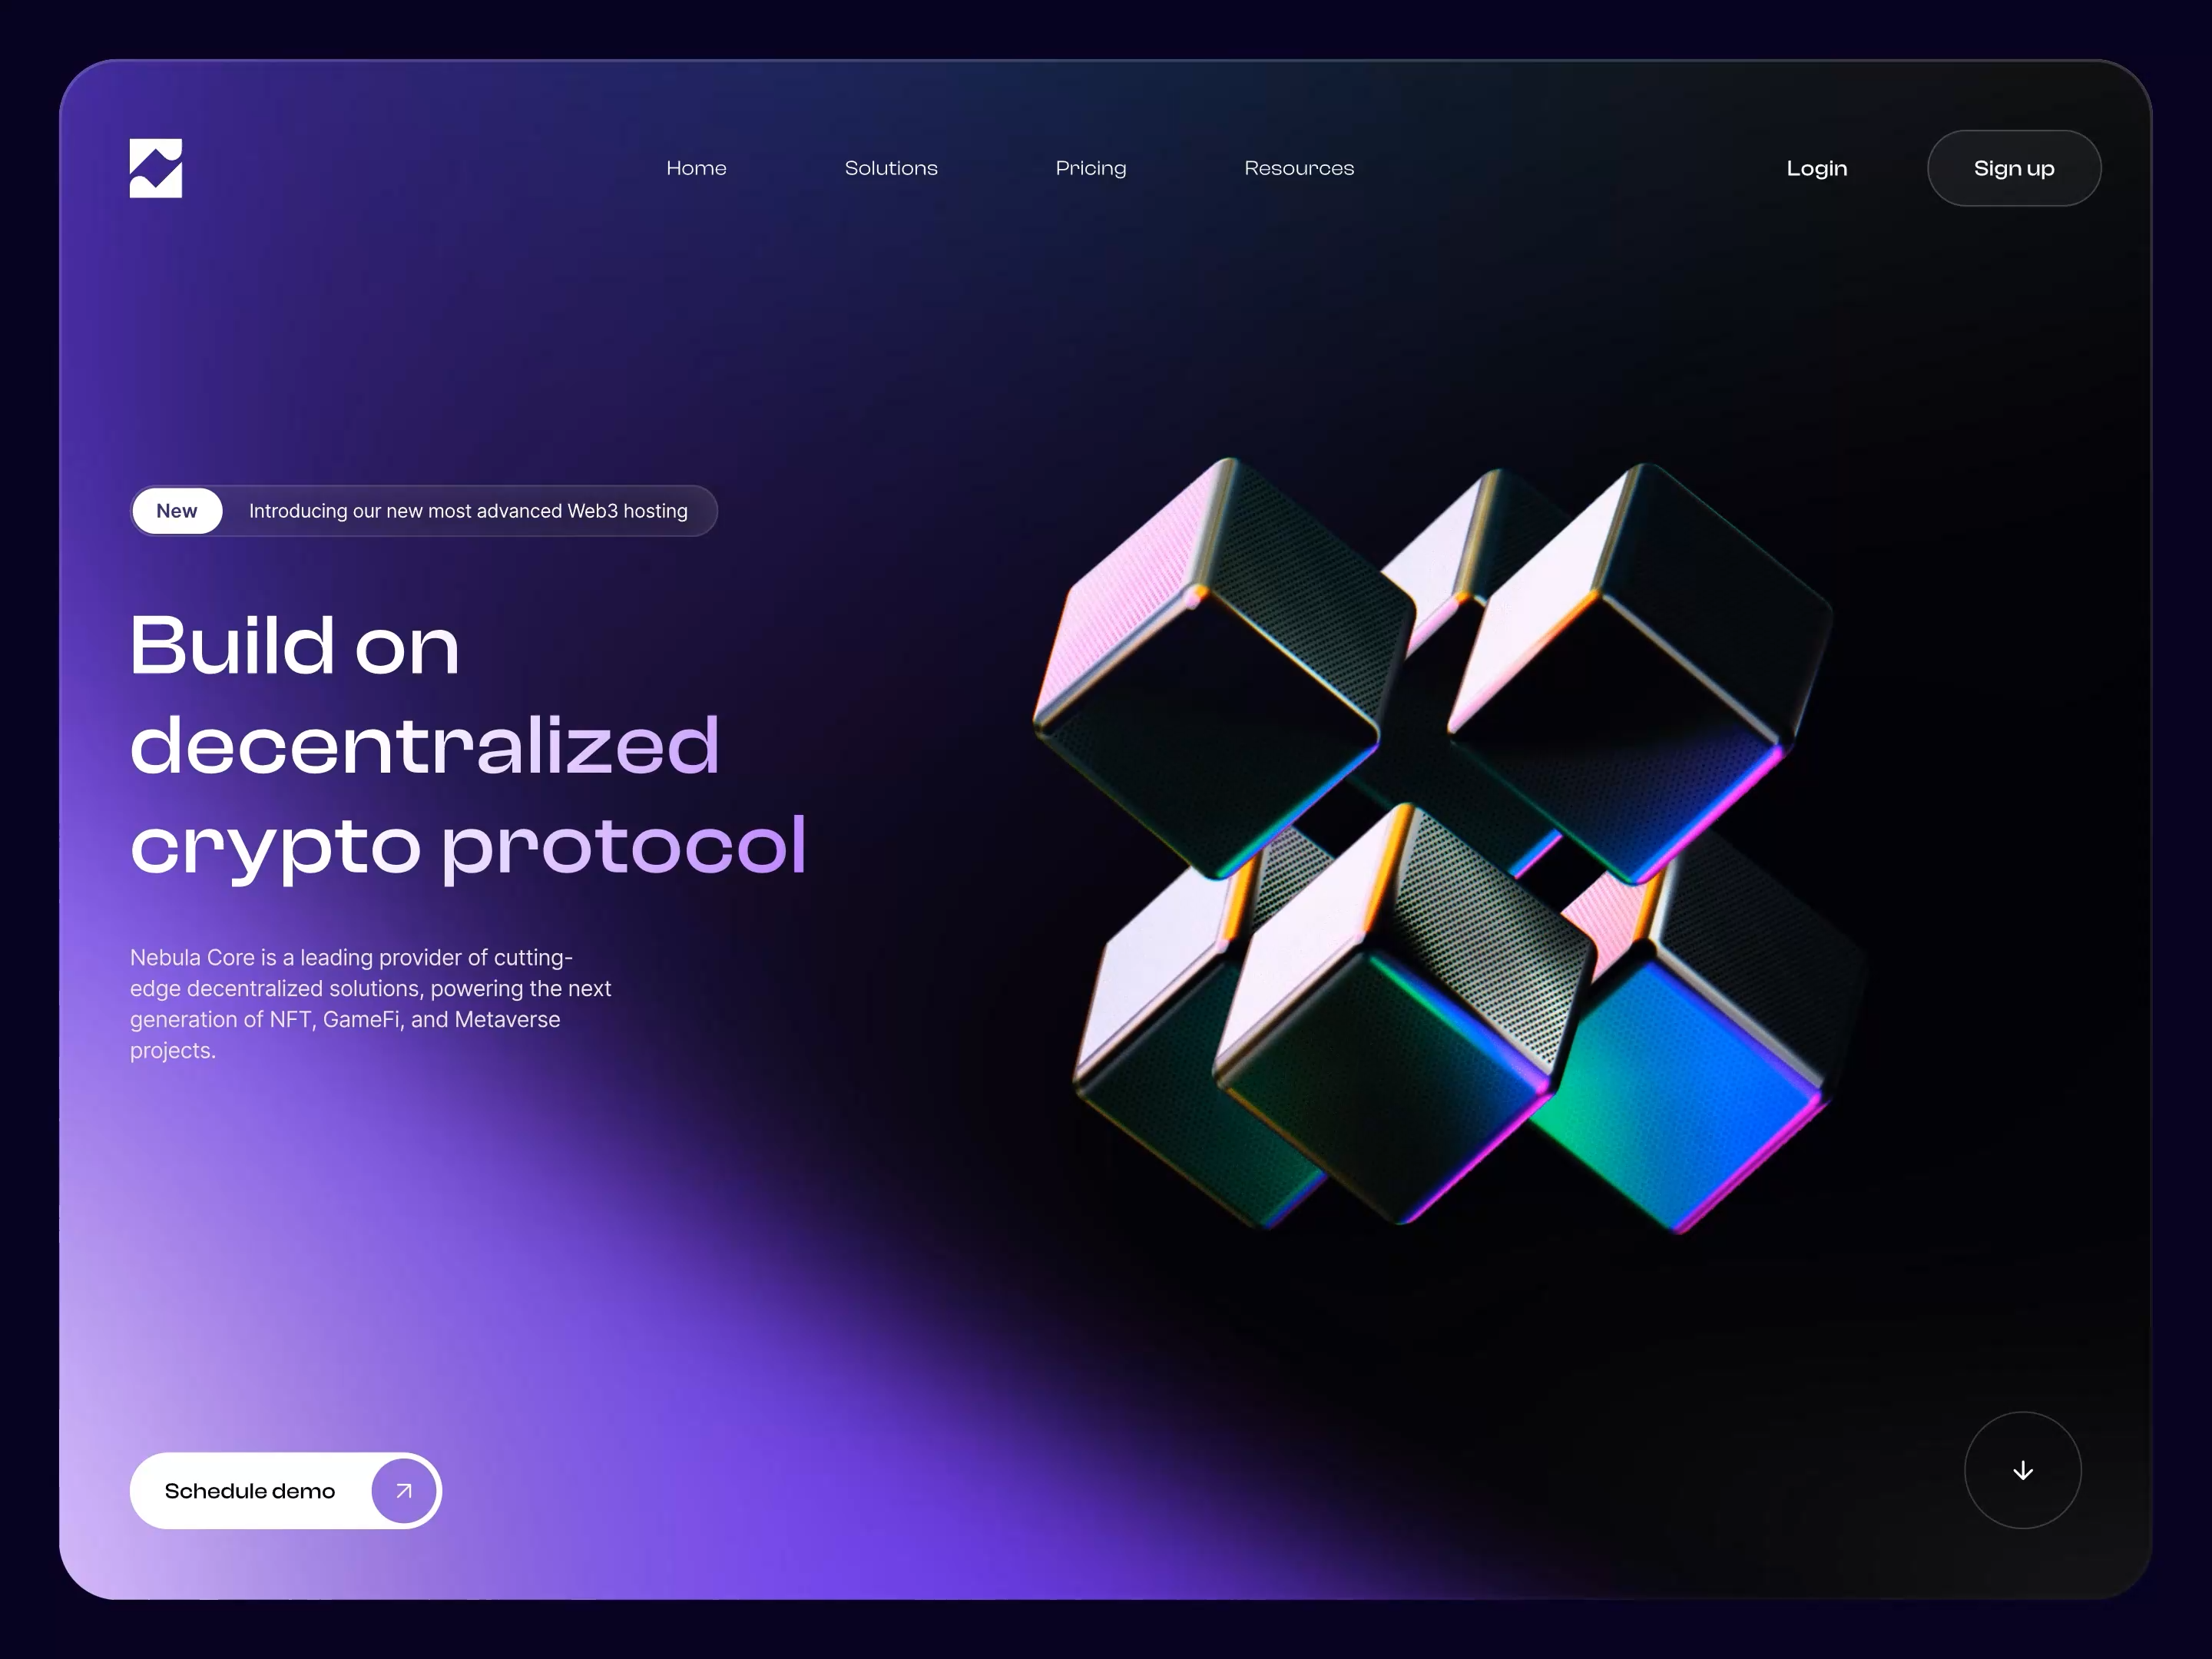 Home
Solutions
Pricing
Resources
Login
Sign up
New
Introducing our new most advanced Web3 hosting
Build on
decentralized
crypto protocol
Nebula Core is a leading provider of cutting-
edge decentralized solutions, powering the next
generation of NFT, GameFi, and Metaverse
projects.
Schedule demo